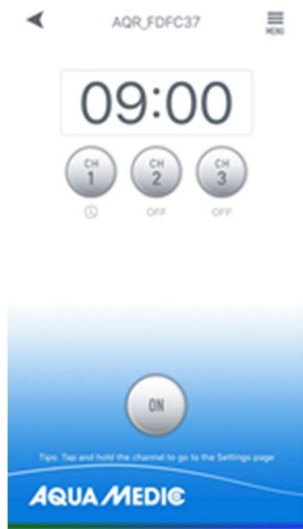 AQR_FDFC37
MENU
09:00
CH 1
CH 2
CH 3
OFF
OFF
ON
Tips: Tap and hold the channel to go to the Settings page
AQUA MEDIC